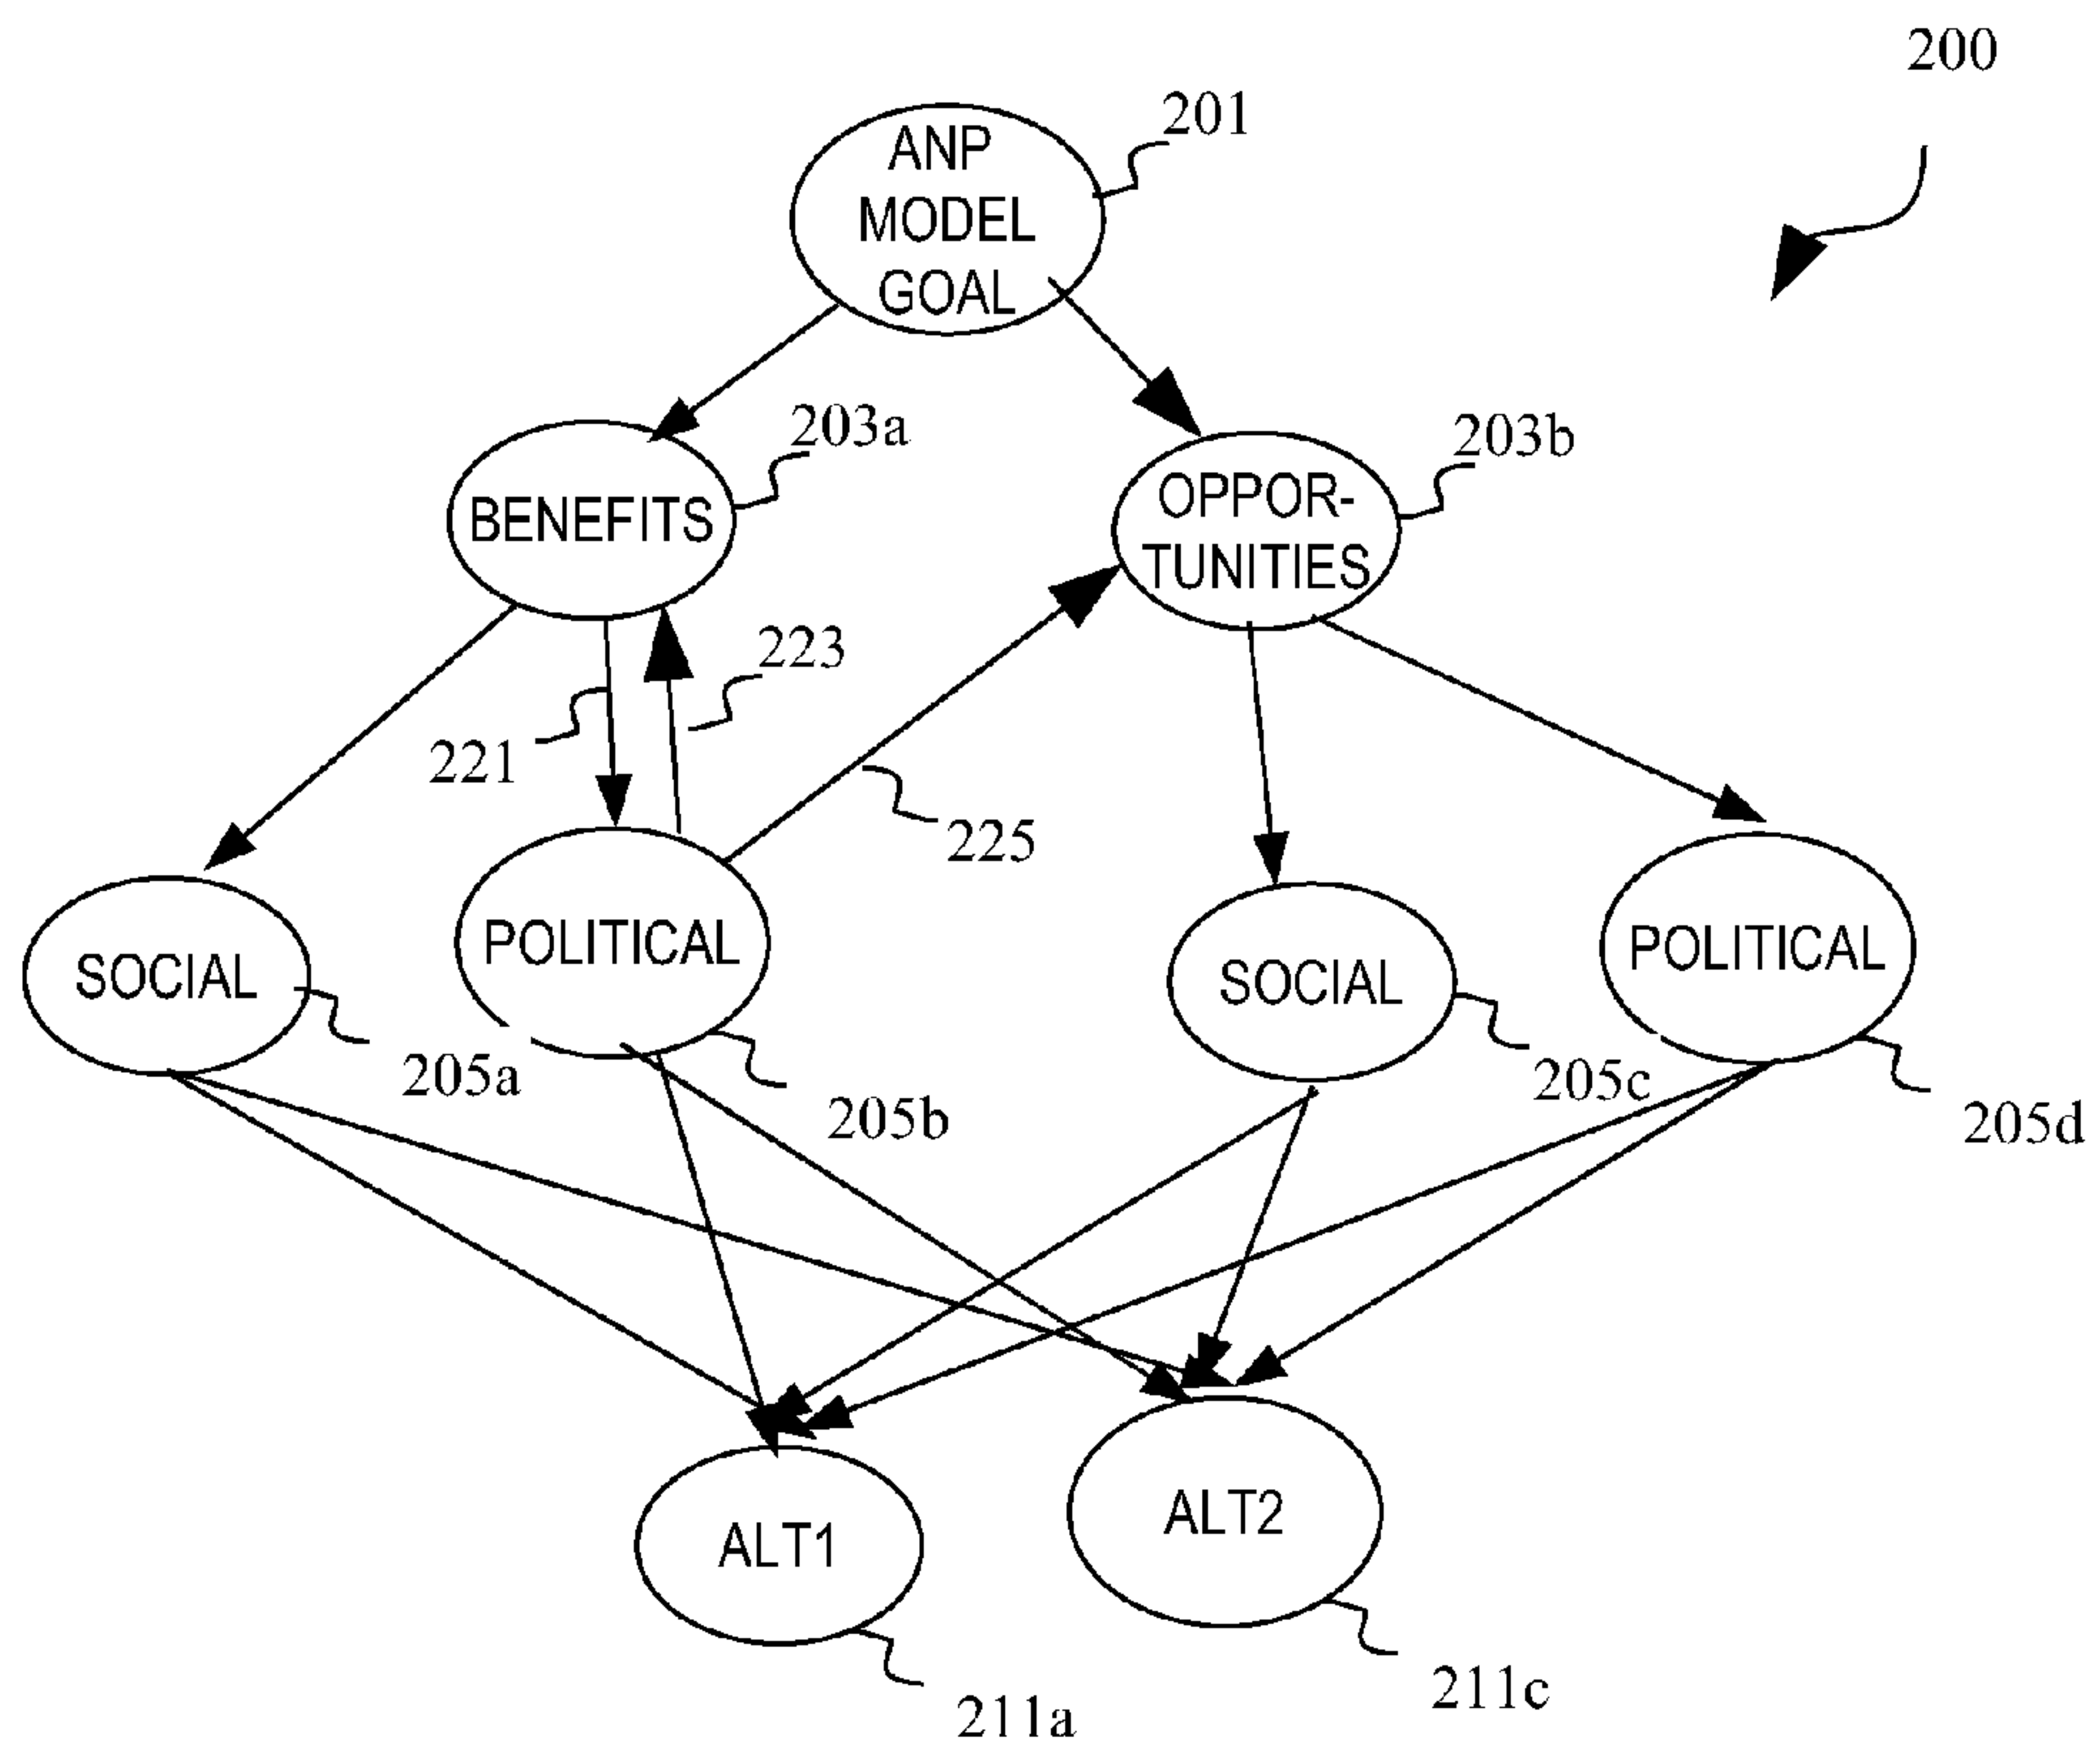 200
201
ANP
MODEL
GOAL
203a
203b
BENEFITS
OPPOR-
TUNITIES
223
221
225
SOCIAL
POLITICAL
SOCIAL
POLITICAL
205a
205b
205c
205d
ALT1
ALT2
211a
211c